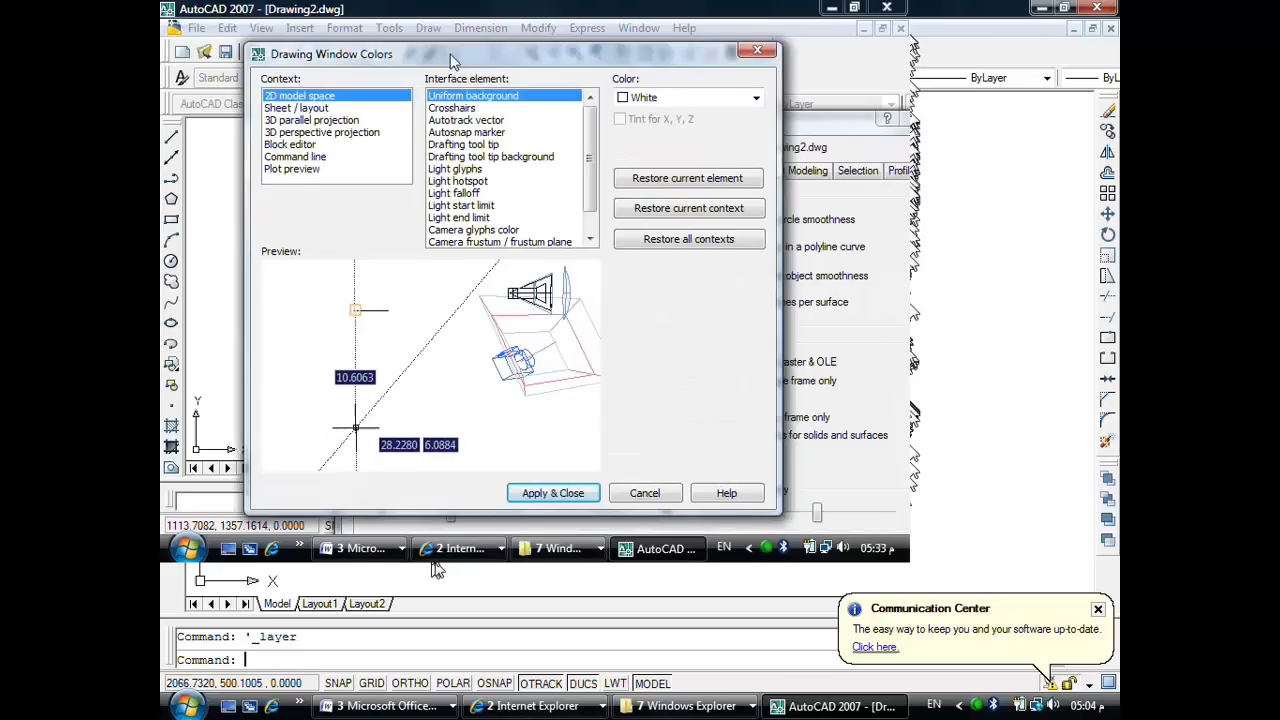 AutoCAD 2007 - [Drawing2.dwg]
File Edit View Insert Format Tools Draw Dimension Modify Express Window Help
Drawing Window Colors
Standard
ByLayer
AutoCAD Clas
ayer
Context:
Interface element:
Color:
2D model space
Sheet / layout
3D parallel projection
3D perspective projection
Block editor
Command line
Plot preview
Uniform background
Crosshairs
Autotrack vector
Autosnap marker
Drafting tool tip
Drafting tool tip background
Light glyphs
Light hotspot
Light falloff
Light start limit
Light end limit
Camera glyphs color
Camera frustum / frustum plane
White
Tint for X, Y, Z
Restore current element
Restore current context
Restore all contexts
Preview:
10.6063
28.2280 6.0884
Apply & Close
Cancel
Help
wing2.dwg
Modeling Selection Profil
rcle smoothness
in a polyline curve
object smoothness
es per surface
aster & OLE
e frame only
frame only
s for solids and surfaces
Y
1113.7082, 1357.1614, 0.0000
3 Micro... 2 Intern... 7 Wind... AutoCAD ... EN 05:33 م
X
Model Layout1 Layout2
Communication Center
The easy way to keep you and your software up-to-date.
Click here.
Command: '_layer
Command:
2066.7320, 500.1005, 0.0000 SNAP GRID ORTHO POLAR OSNAP OTRACK DUCS LWT MODEL
3 Microsoft Office... 2 Internet Explorer 7 Windows Explorer AutoCAD 2007 - [Dr... EN 05:04 م